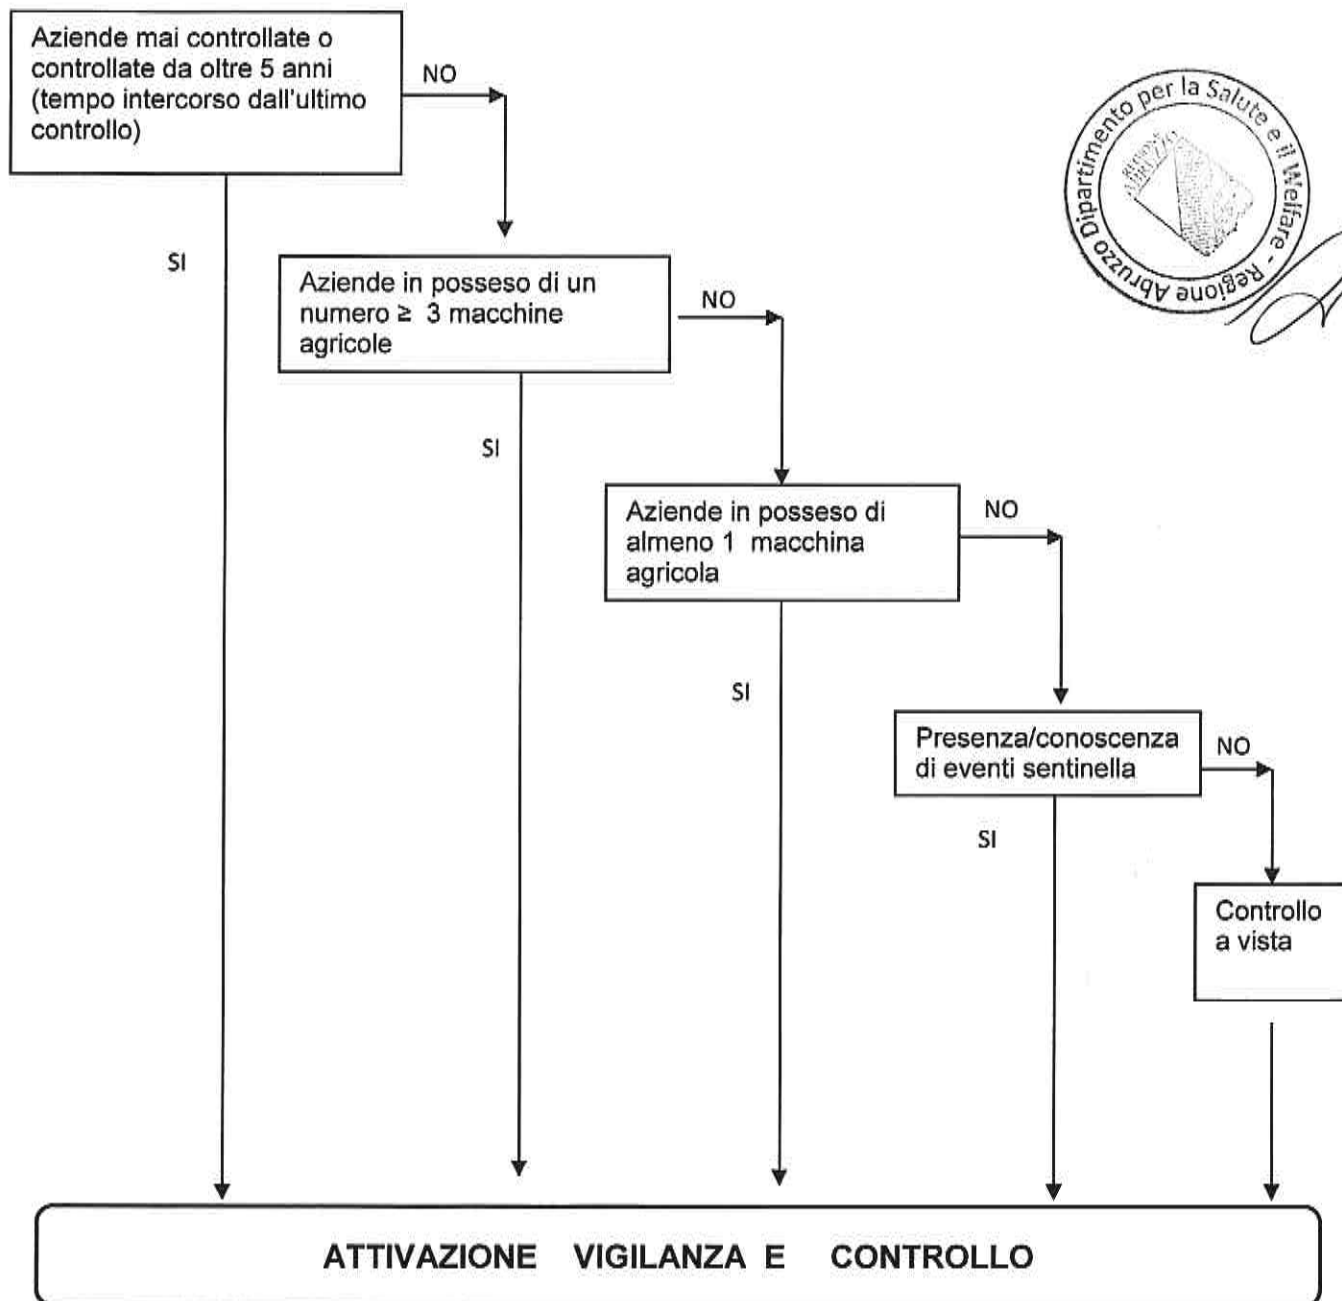 Aziende mai controllate o
controllate da oltre 5 anni
(tempo intercorso dall'ultimo
controllo)
NO
SI
Aziende in posseso di un
numero ≥ 3 macchine
agricole
NO
SI
Aziende in posseso di
almeno 1 macchina
agricola
NO
SI
Presenza/conoscenza
di eventi sentinella
NO
SI
Controllo
a vista
ATTIVAZIONE VIGILANZA E CONTROLLO
Dipartimento per la Salute e il Welfare - Regione Abruzzo